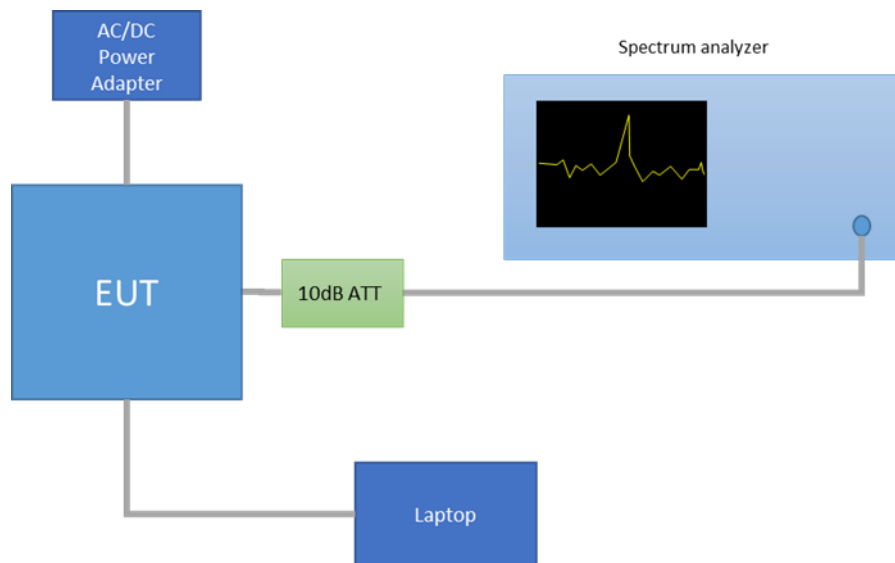 AC/DC
Power
Adapter
Spectrum analyzer
EUT
10dB ATT
Laptop